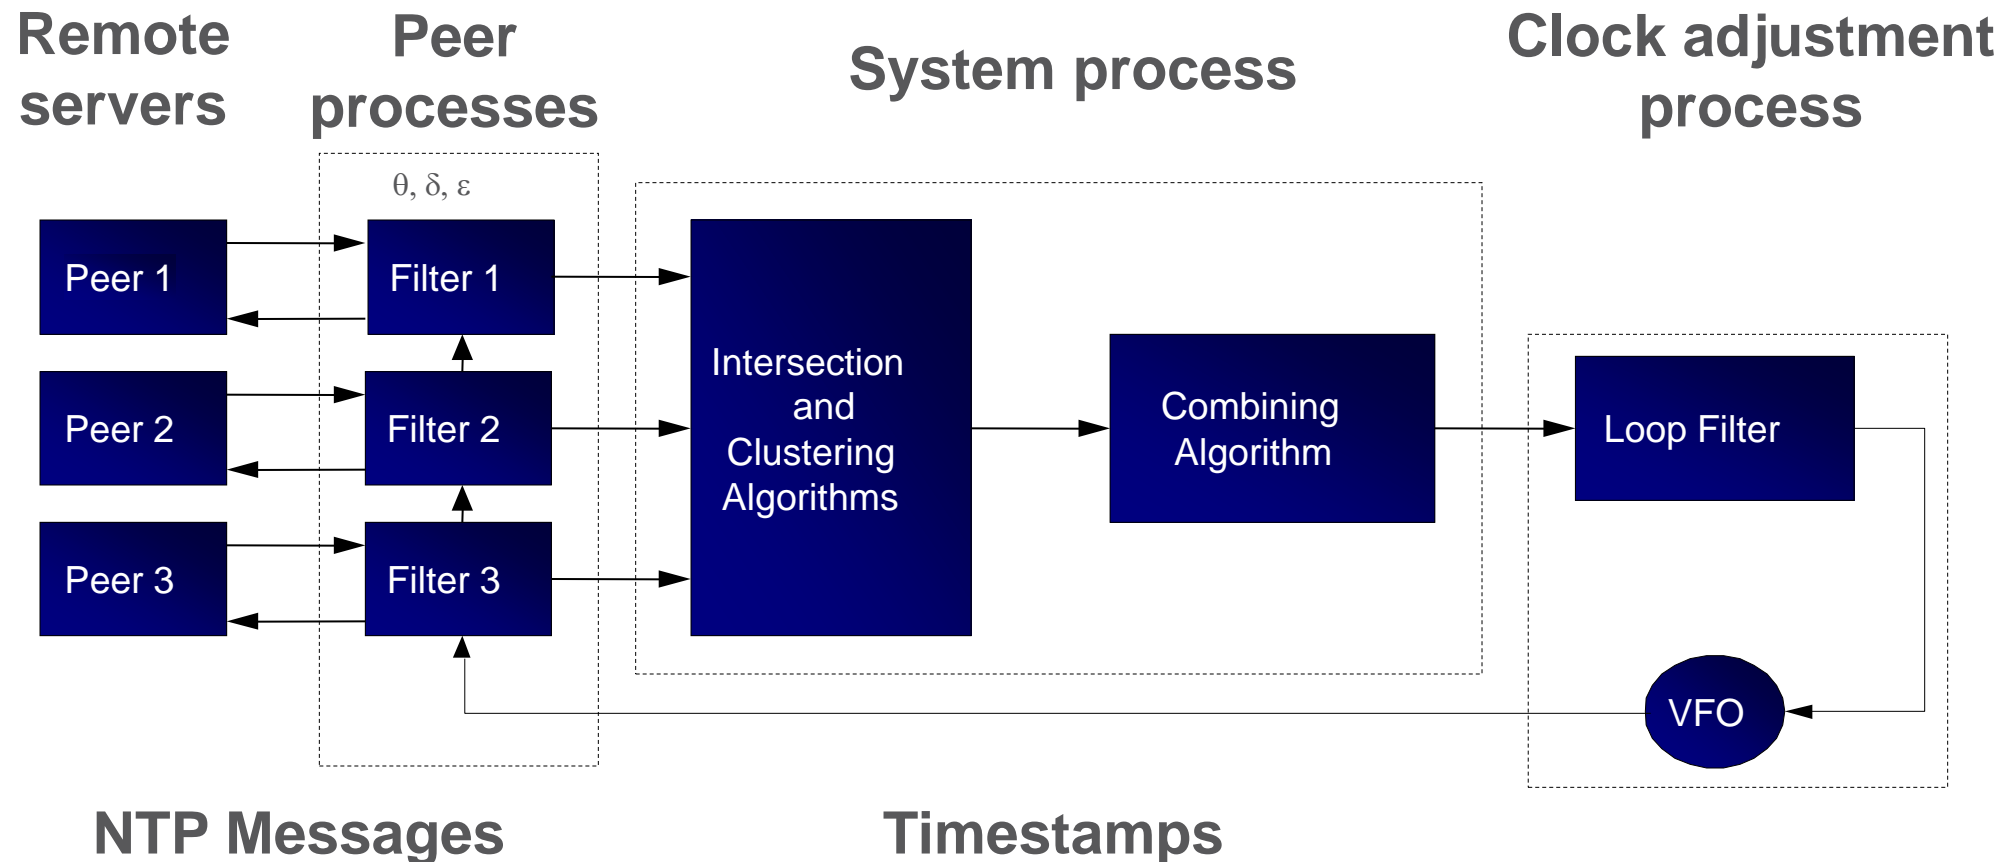 Remote
servers
Peer
processes
System process
Clock adjustment
process
θ, δ, ε
Peer 1
Filter 1
Peer 2
Filter 2
Peer 3
Filter 3
Intersection
and
Clustering
Algorithms
Combining
Algorithm
Loop Filter
VFO
NTP Messages
Timestamps